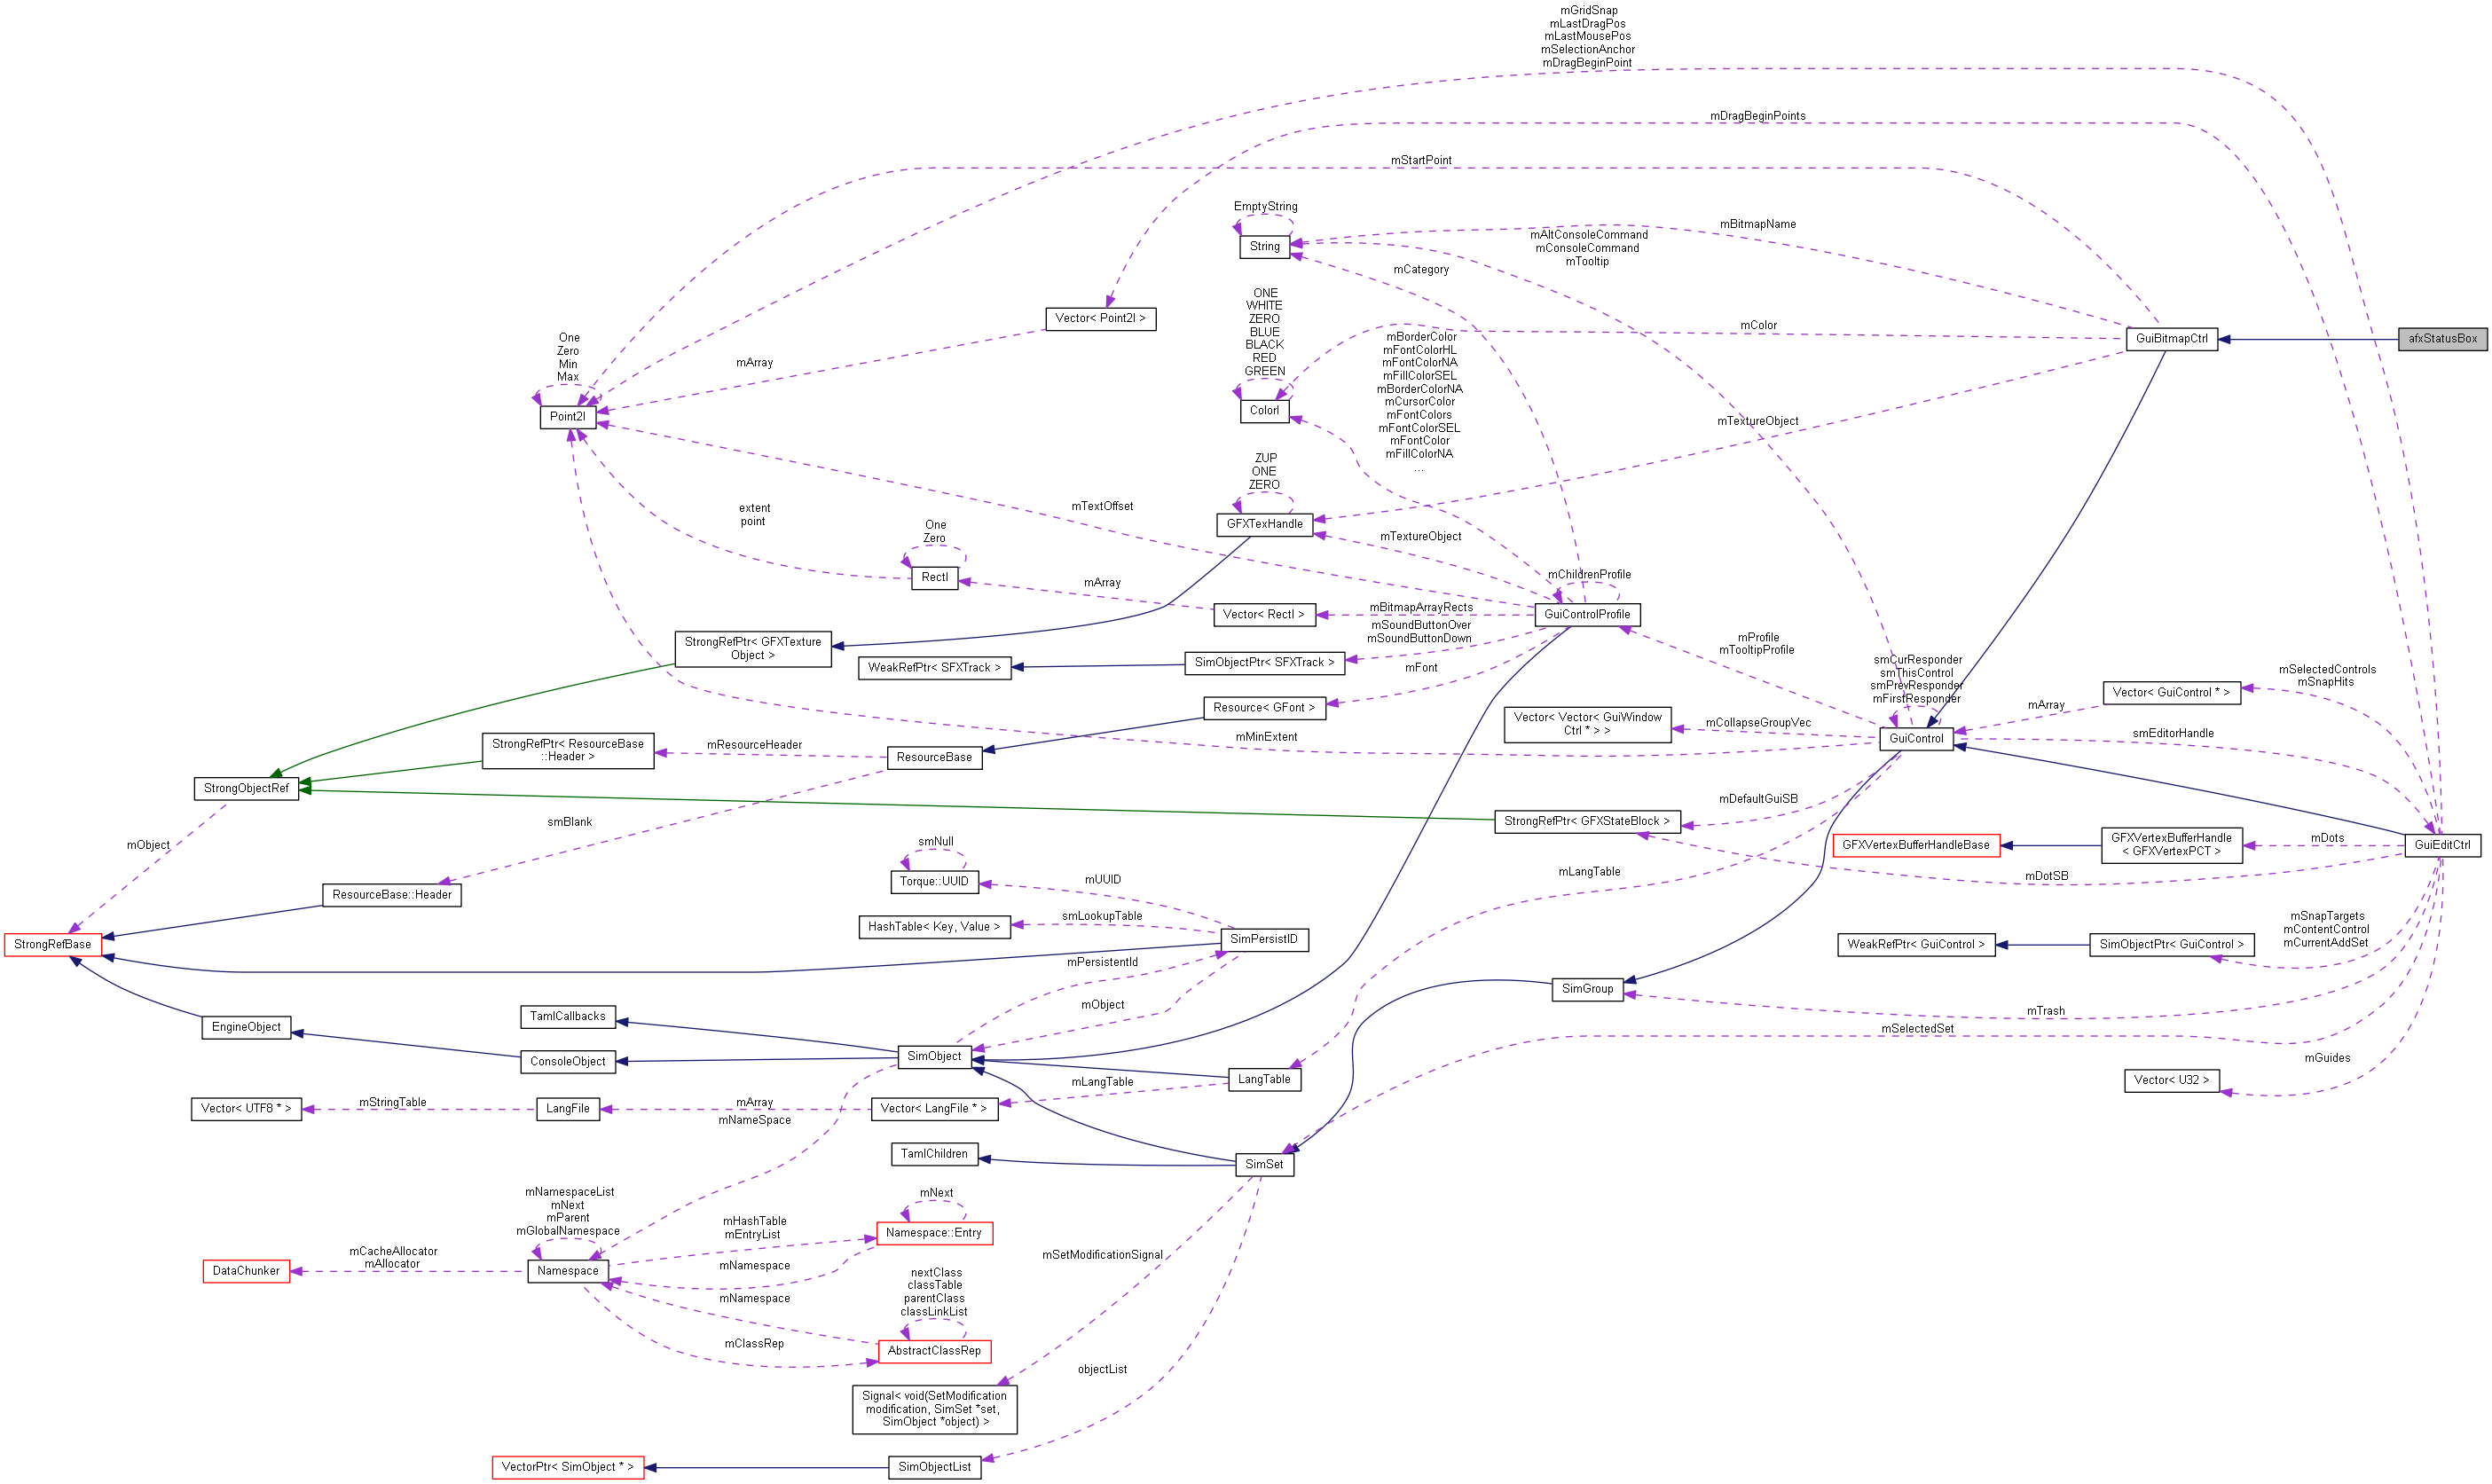 mGridSnap
mLastDragPos
mLastMousePos
mSelectionAnchor
mDragBeginPoint
mDragBeginPoints
mStartPoint
EmptyString
String
mBitmapName
mAltConsoleCommand
mConsoleCommand
mTooltip
mCategory
ONE
WHITE
ZERO
BLUE
BLACK
RED
GREEN
ColorI
Vector< Point2I >
mColor
GuiBitmapCtrl
afxStatusBox
One
Zero
Min
Max
Point2I
mArray
mBorderColor
mFontColorHL
mFontColorNA
mFillColorSEL
mBorderColorNA
mCursorColor
mFontColors
mFontColorSEL
mFontColor
mFillColorNA
...
mTextureObject
ZUP
ONE
ZERO
GFXTexHandle
mTextOffset
extent
point
One
Zero
RectI
mTextureObject
mArray
mChildrenProfile
Vector< RectI >
mBitmapArrayRects
GuiControlProfile
mSoundButtonOver
mSoundButtonDown
StrongRefPtr< GFXTexture
Object >
WeakRefPtr< SFXTrack >
SimObjectPtr< SFXTrack >
mFont
mProfile
mTooltipProfile
smCurResponder
smThisControl
smPrevResponder
mFirstResponder
mSelectedControls
mSnapHits
Vector< GuiControl * >
mArray
Resource< GFont >
Vector< Vector< GuiWindow
Ctrl * > >
mCollapseGroupVec
GuiControl
smEditorHandle
mMinExtent
StrongRefPtr< ResourceBase
::Header >
mResourceHeader
ResourceBase
StrongObjectRef
mDefaultGuiSB
StrongRefPtr< GFXStateBlock >
smBlank
mObject
smNull
Torque::UUID
mUUID
mLangTable
GFXVertexBufferHandleBase
GFXVertexBufferHandle
< GFXVertexPCT >
mDots
GuiEditCtrl
mDotSB
ResourceBase::Header
HashTable< Key, Value >
smLookupTable
SimPersistID
StrongRefBase
mSnapTargets
mContentControl
mCurrentAddSet
WeakRefPtr< GuiControl >
SimObjectPtr< GuiControl >
mPersistentId
mObject
SimGroup
mTrash
mSelectedSet
TamlCallbacks
EngineObject
ConsoleObject
SimObject
mGuides
LangTable
mLangTable
Vector< U32 >
Vector< UTF8 * >
mStringTable
LangFile
mArray
Vector< LangFile * >
mNameSpace
TamlChildren
SimSet
mNamespaceList
mNext
mParent
mGlobalNamespace
mNext
mHashTable
mEntryList
Namespace::Entry
mCacheAllocator
mAllocator
DataChunker
Namespace
mNamespace
mNamespace
nextClass
classTable
parentClass
classLinkList
AbstractClassRep
mClassRep
mSetModificationSignal
objectList
Signal< void(SetModification
modification, SimSet *set,
SimObject *object) >
VectorPtr< SimObject * >
SimObjectList